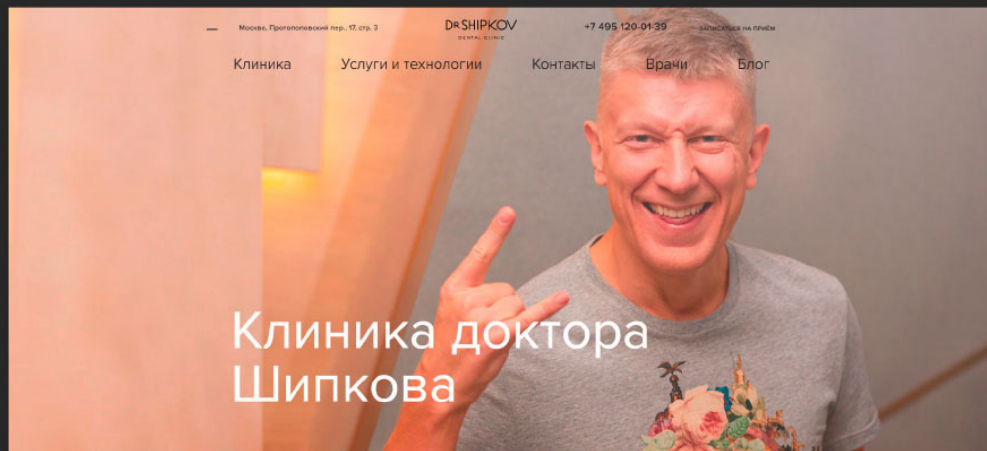 Москва, Протопоповский пер., 17, стр. 3
DR SHIPKOV
DENTAL CLINIC
+7 495 120-01-39
ЗАПИСАТЬСЯ НА ПРИЁМ
Клиника
Услуги и технологии
Контакты
Врачи
Блог
Клиника доктора
Шипкова